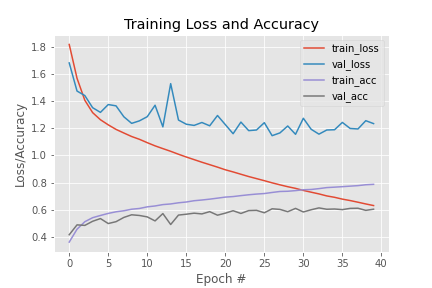 Training Loss and Accuracy
train_loss
val_loss
train_acc
val_acc
1.8
1.6
1.4
1.2
1.0
0.8
0.6
0.4
Loss/Accuracy
0 5 10 15 20 25 30 35 40
Epoch #